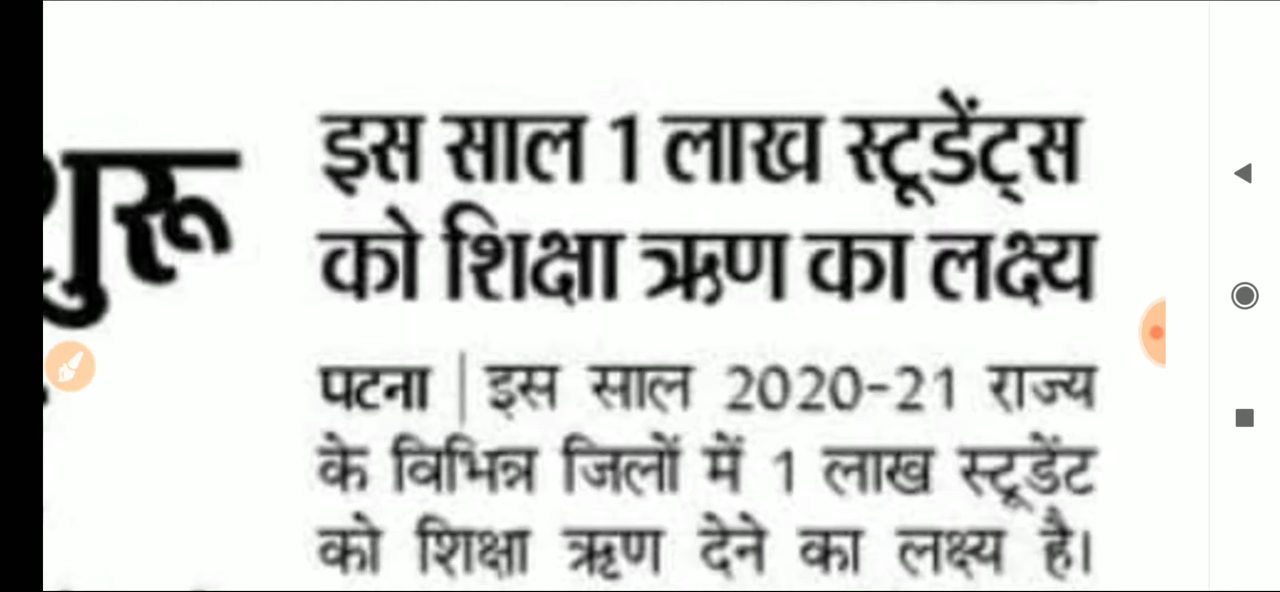 शुरू
इस साल 1 लाख स्टूडेंट्स
को शिक्षा ऋण का लक्ष्य
पटना | इस साल 2020-21 राज्य
के विभिन्न जिलों में 1 लाख स्टूडेंट
को शिक्षा ऋण देने का लक्ष्य है।